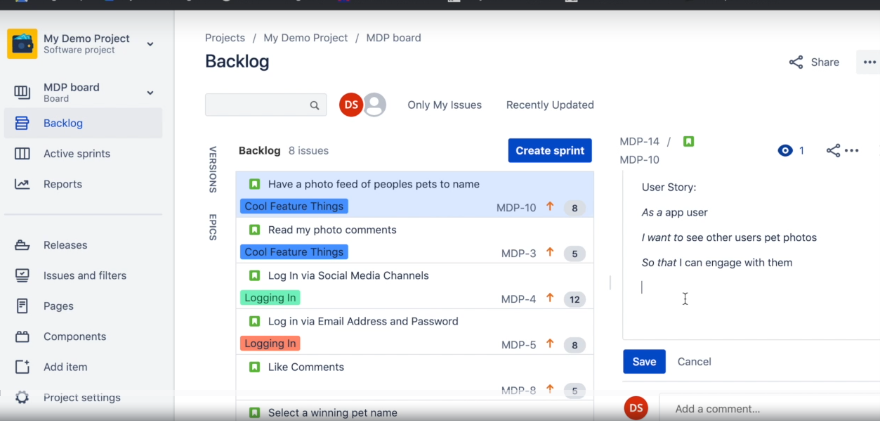 My Demo Project
Software project
MDP board
Board
Backlog
Active sprints
Reports
Releases
Issues and filters
Pages
Components
Add item
Project settings
Projects / My Demo Project / MDP board
Backlog
Share
DS
Only My Issues
Recently Updated
VERSIONS
EPICS
Backlog 8 issues
Create sprint
Have a photo feed of peoples pets to name
Cool Feature Things MDP-10 8
Read my photo comments
Cool Feature Things MDP-3 5
Log In via Social Media Channels
Logging In MDP-4 12
Log in via Email Address and Password
Logging In MDP-5 8
Like Comments
MDP-8 5
Select a winning pet name
MDP-14 /
MDP-10
1
User Story:
As a app user
I want to see other users pet photos
So that I can engage with them
Save
Cancel
DS
Add a comment...